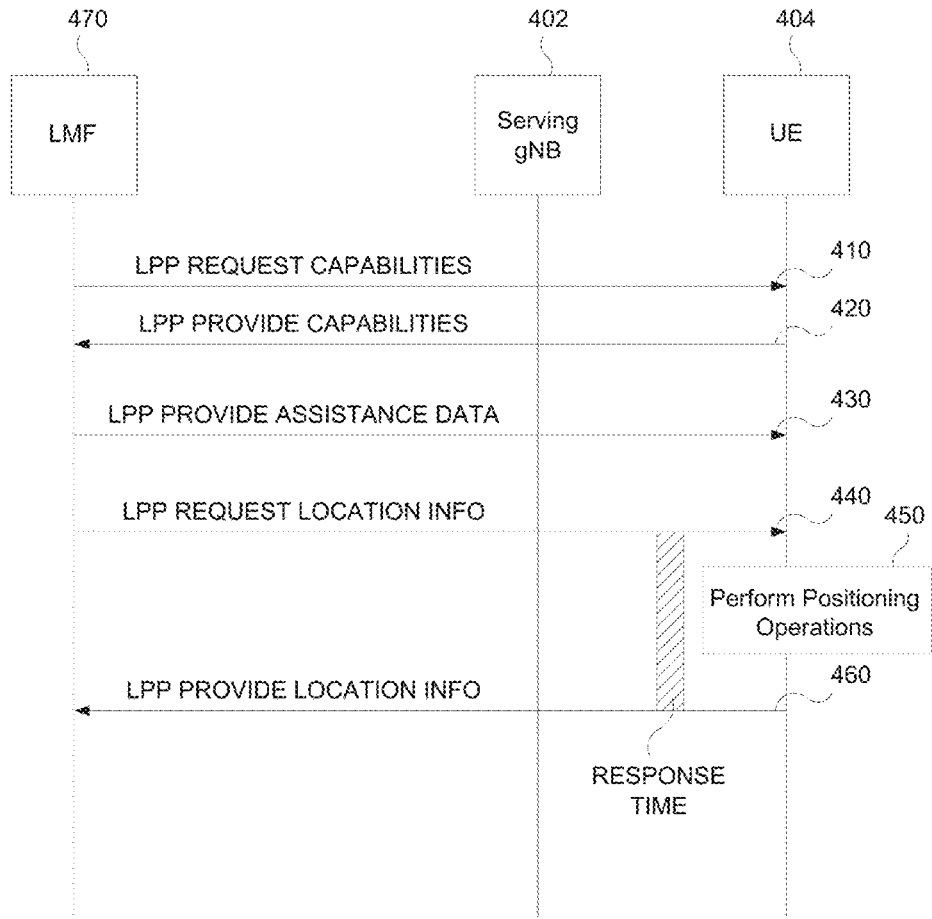 470
402
404
LMF
Serving
gNB
UE
LPP REQUEST CAPABILITIES
410
LPP PROVIDE CAPABILITIES
420
LPP PROVIDE ASSISTANCE DATA
430
LPP REQUEST LOCATION INFO
440
450
Perform Positioning
Operations
LPP PROVIDE LOCATION INFO
460
RESPONSE
TIME